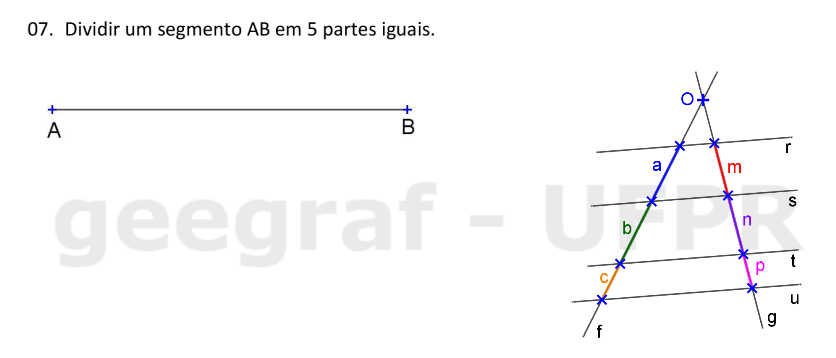 07. Dividir um segmento AB em 5 partes iguais.
A
B
O
r
a
m
s
geegraf - UFPR
b
n
t
c
p
u
f
g